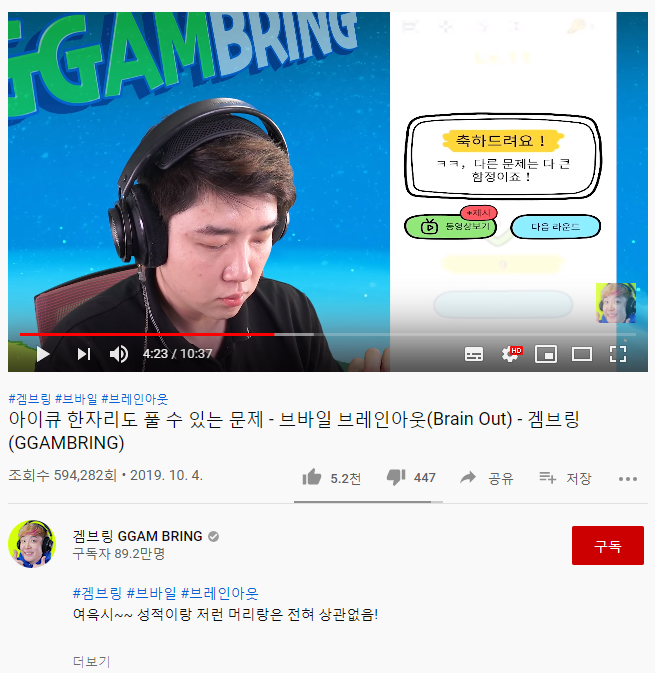 GGAMBRING
축하드려요 !
ㅋㅋ, 다른 문제는 다 큰
함정이죠 !
+제시
동영상보기
다음 라운드
4:23 / 10:37
HD
#겜브링 #브바일 #브레인아웃
아이큐 한자리도 풀 수 있는 문제 - 브바일 브레인아웃(Brain Out) - 겜브링
(GGAMBRING)
조회수 594,282회 • 2019. 10. 4.
5.2천
447
공유
저장
겜브링 GGAM BRING
구독자 89.2만명
구독
#겜브링 #브바일 #브레인아웃
여윽시~~ 성적이랑 저런 머리랑은 전혀 상관없음!
더보기